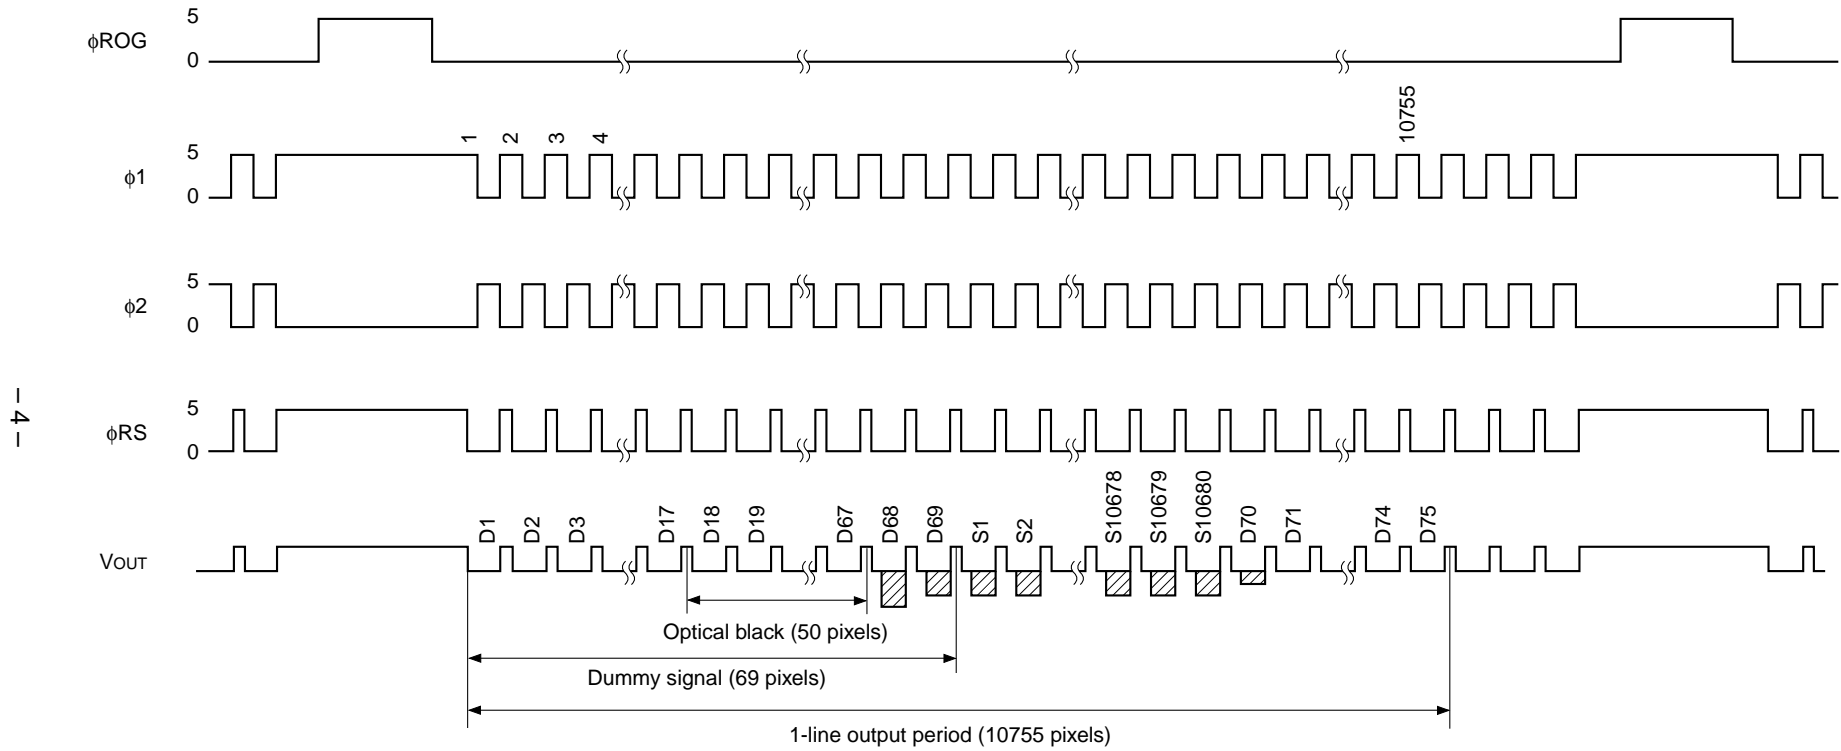 5
φROG
0
10755
1 2 3 4
5
φ1
0
5
φ2
0
– 4 –
5
φRS
0
D1 D2 D3 D17 D18 D19 D67 D68 D69 S1 S2 S10678 S10679 S10680 D70 D71 D74 D75
VOUT
Optical black (50 pixels)
Dummy signal (69 pixels)
1-line output period (10755 pixels)